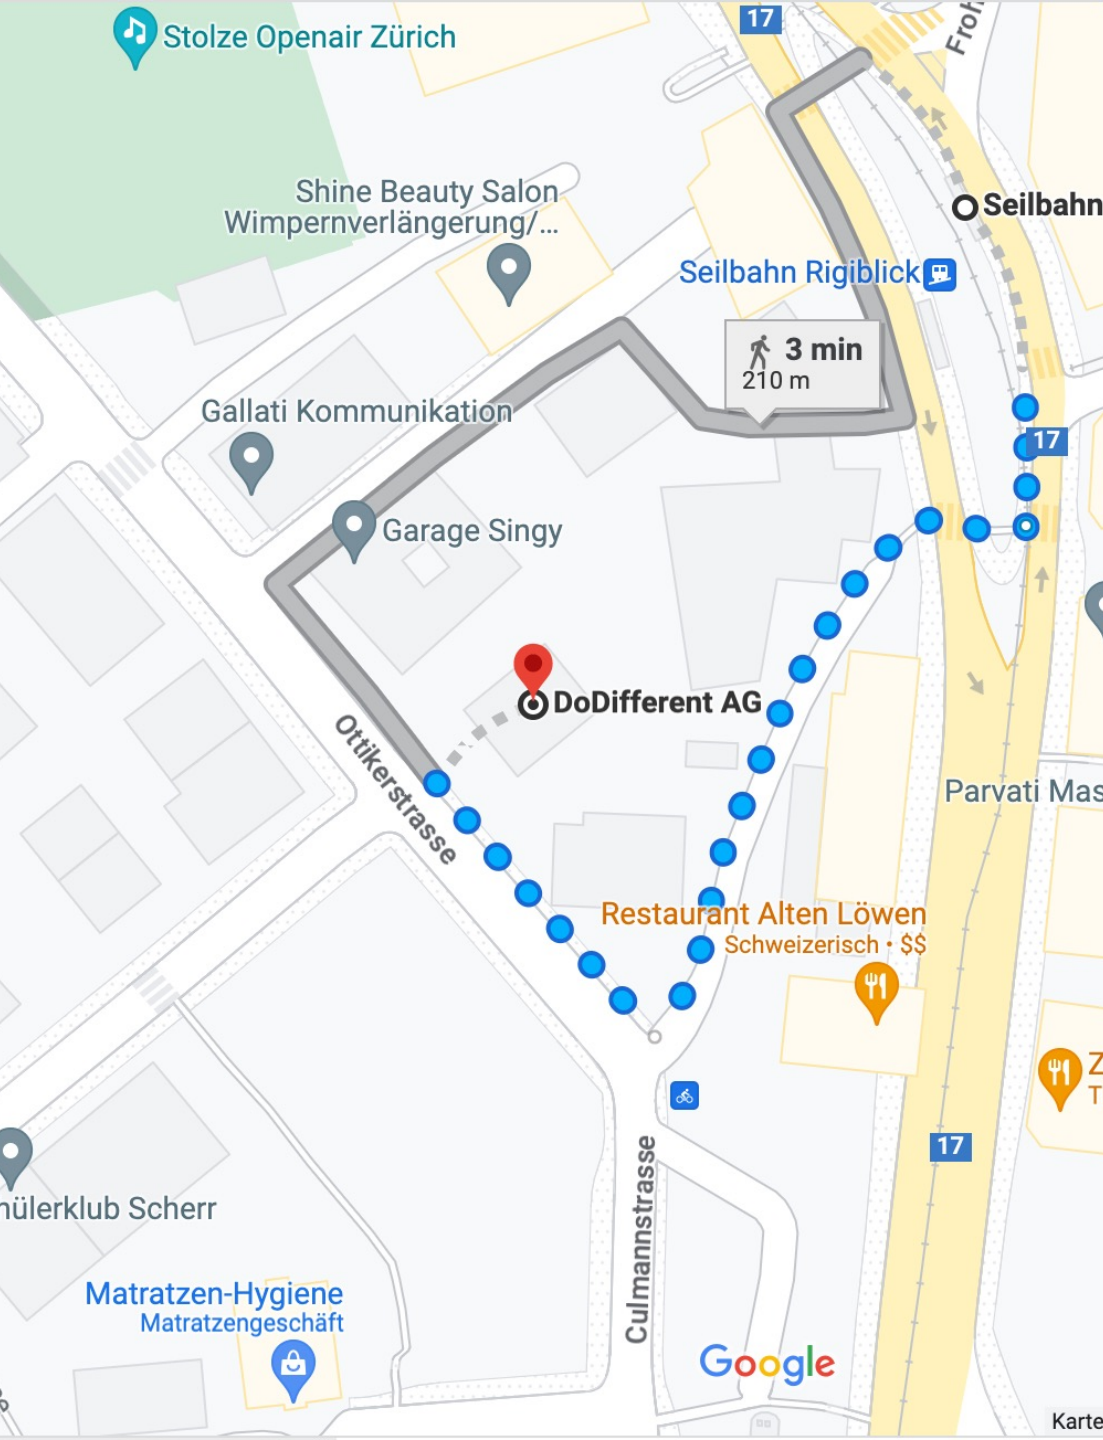 17
Froh
Stolze Openair Zürich
Shine Beauty Salon
Wimpernverlängerung/...
Seilbahn
Seilbahn Rigiblick
3 min
210 m
Gallati Kommunikation
17
Garage Singy
DoDifferent AG
Ottikerstrasse
Parvati Mas
Restaurant Alten Löwen
Schweizerisch • $$
Z
T
17
hülerklub Scherr
Culmannstrasse
Matratzen-Hygiene
Matratzengeschäft
Google
Karte